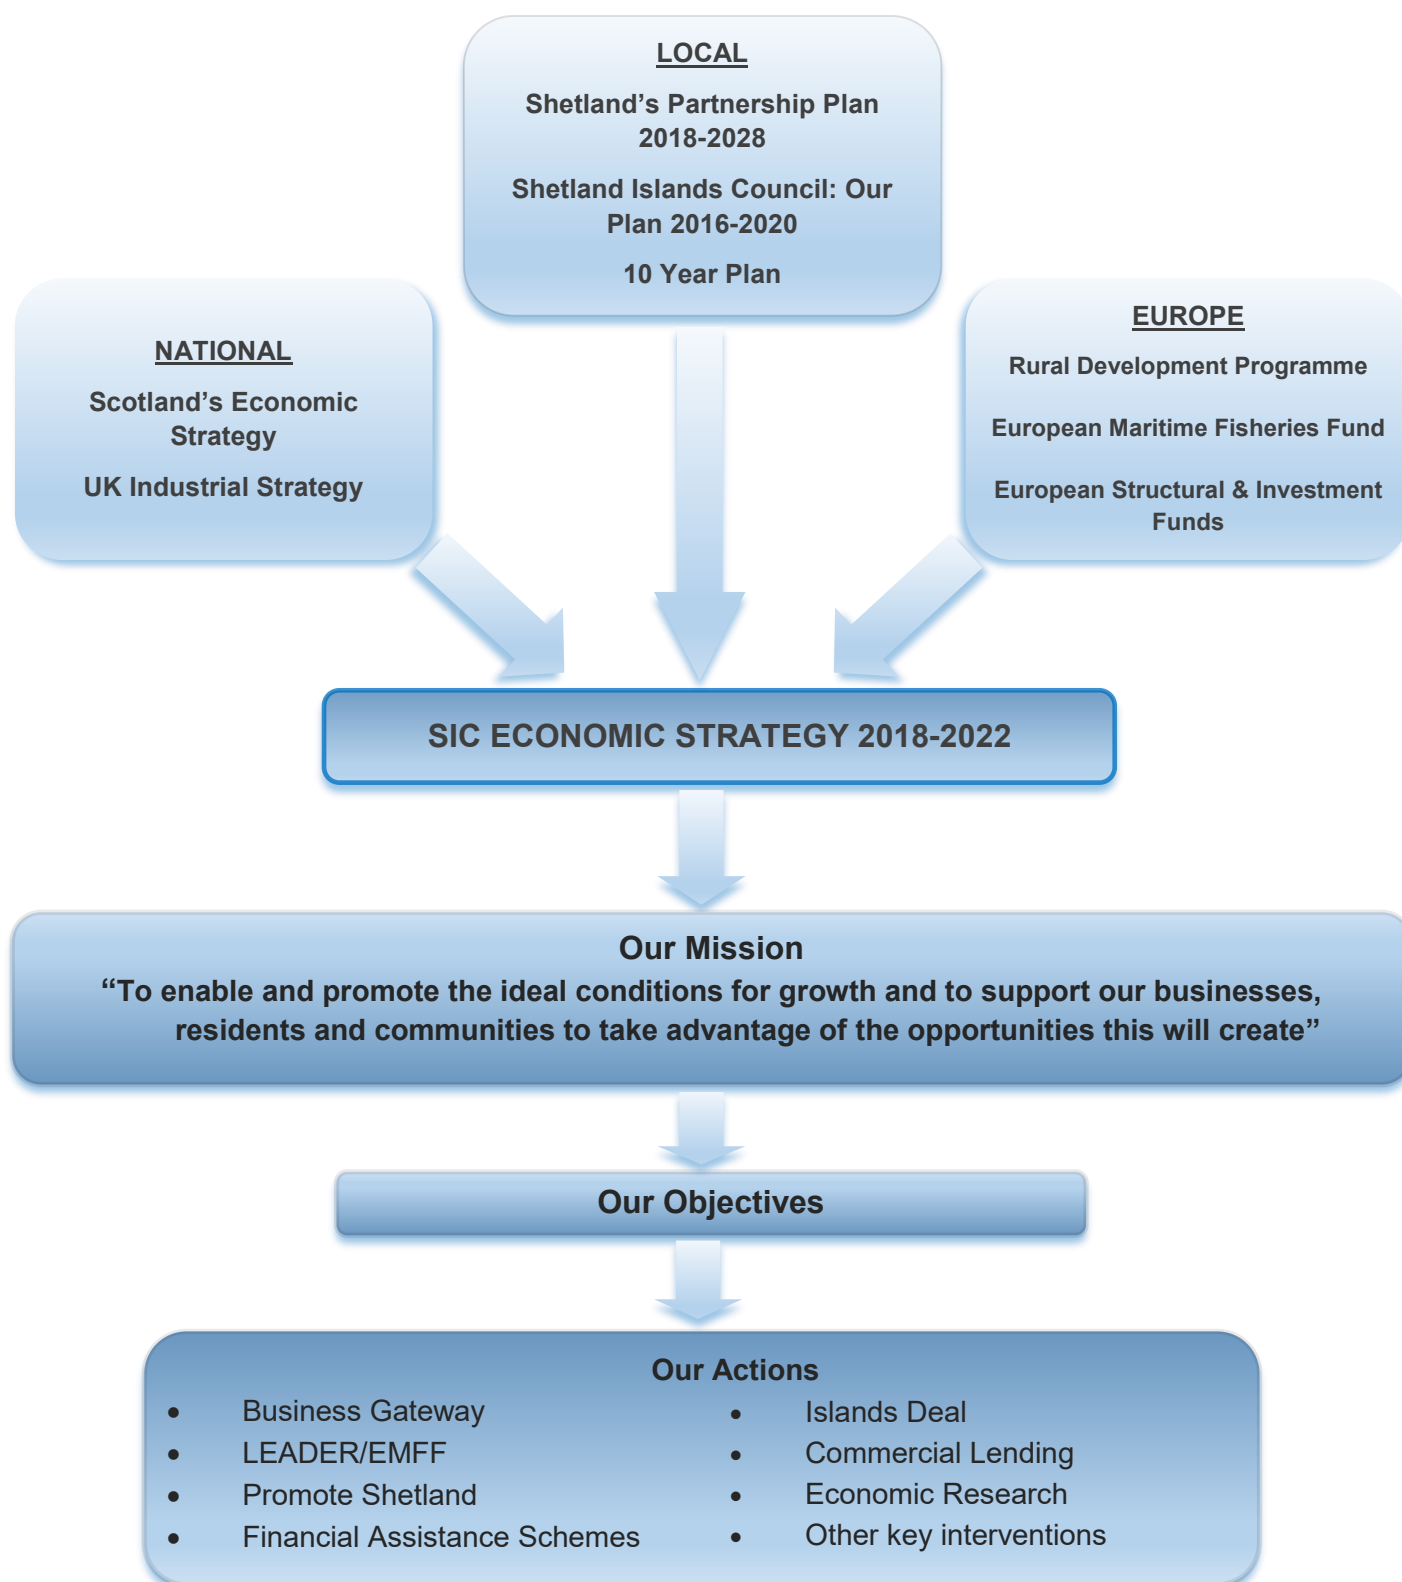 LOCAL
Shetland’s Partnership Plan
2018-2028
Shetland Islands Council: Our
Plan 2016-2020
10 Year Plan
NATIONAL
Scotland’s Economic
Strategy
UK Industrial Strategy
EUROPE
Rural Development Programme
European Maritime Fisheries Fund
European Structural & Investment
Funds
SIC ECONOMIC STRATEGY 2018-2022
Our Mission
“To enable and promote the ideal conditions for growth and to support our businesses,
residents and communities to take advantage of the opportunities this will create”
Our Objectives
Our Actions
• Business Gateway
• LEADER/EMFF
• Promote Shetland
• Financial Assistance Schemes
• Islands Deal
• Commercial Lending
• Economic Research
• Other key interventions